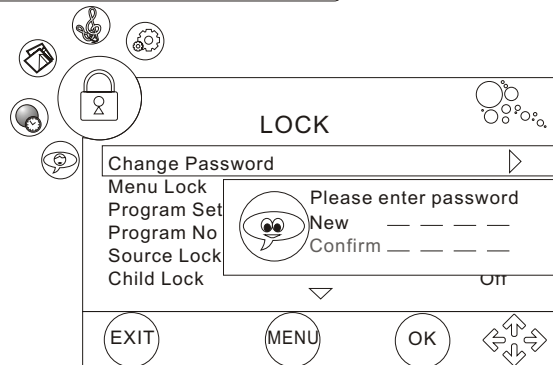 LOCK
Change Password
Menu Lock
Program Set
Program No
Source Lock
Child Lock
Off
Please enter password
New _ _ _ _
Confirm _ _ _ _
EXIT
MENU
OK